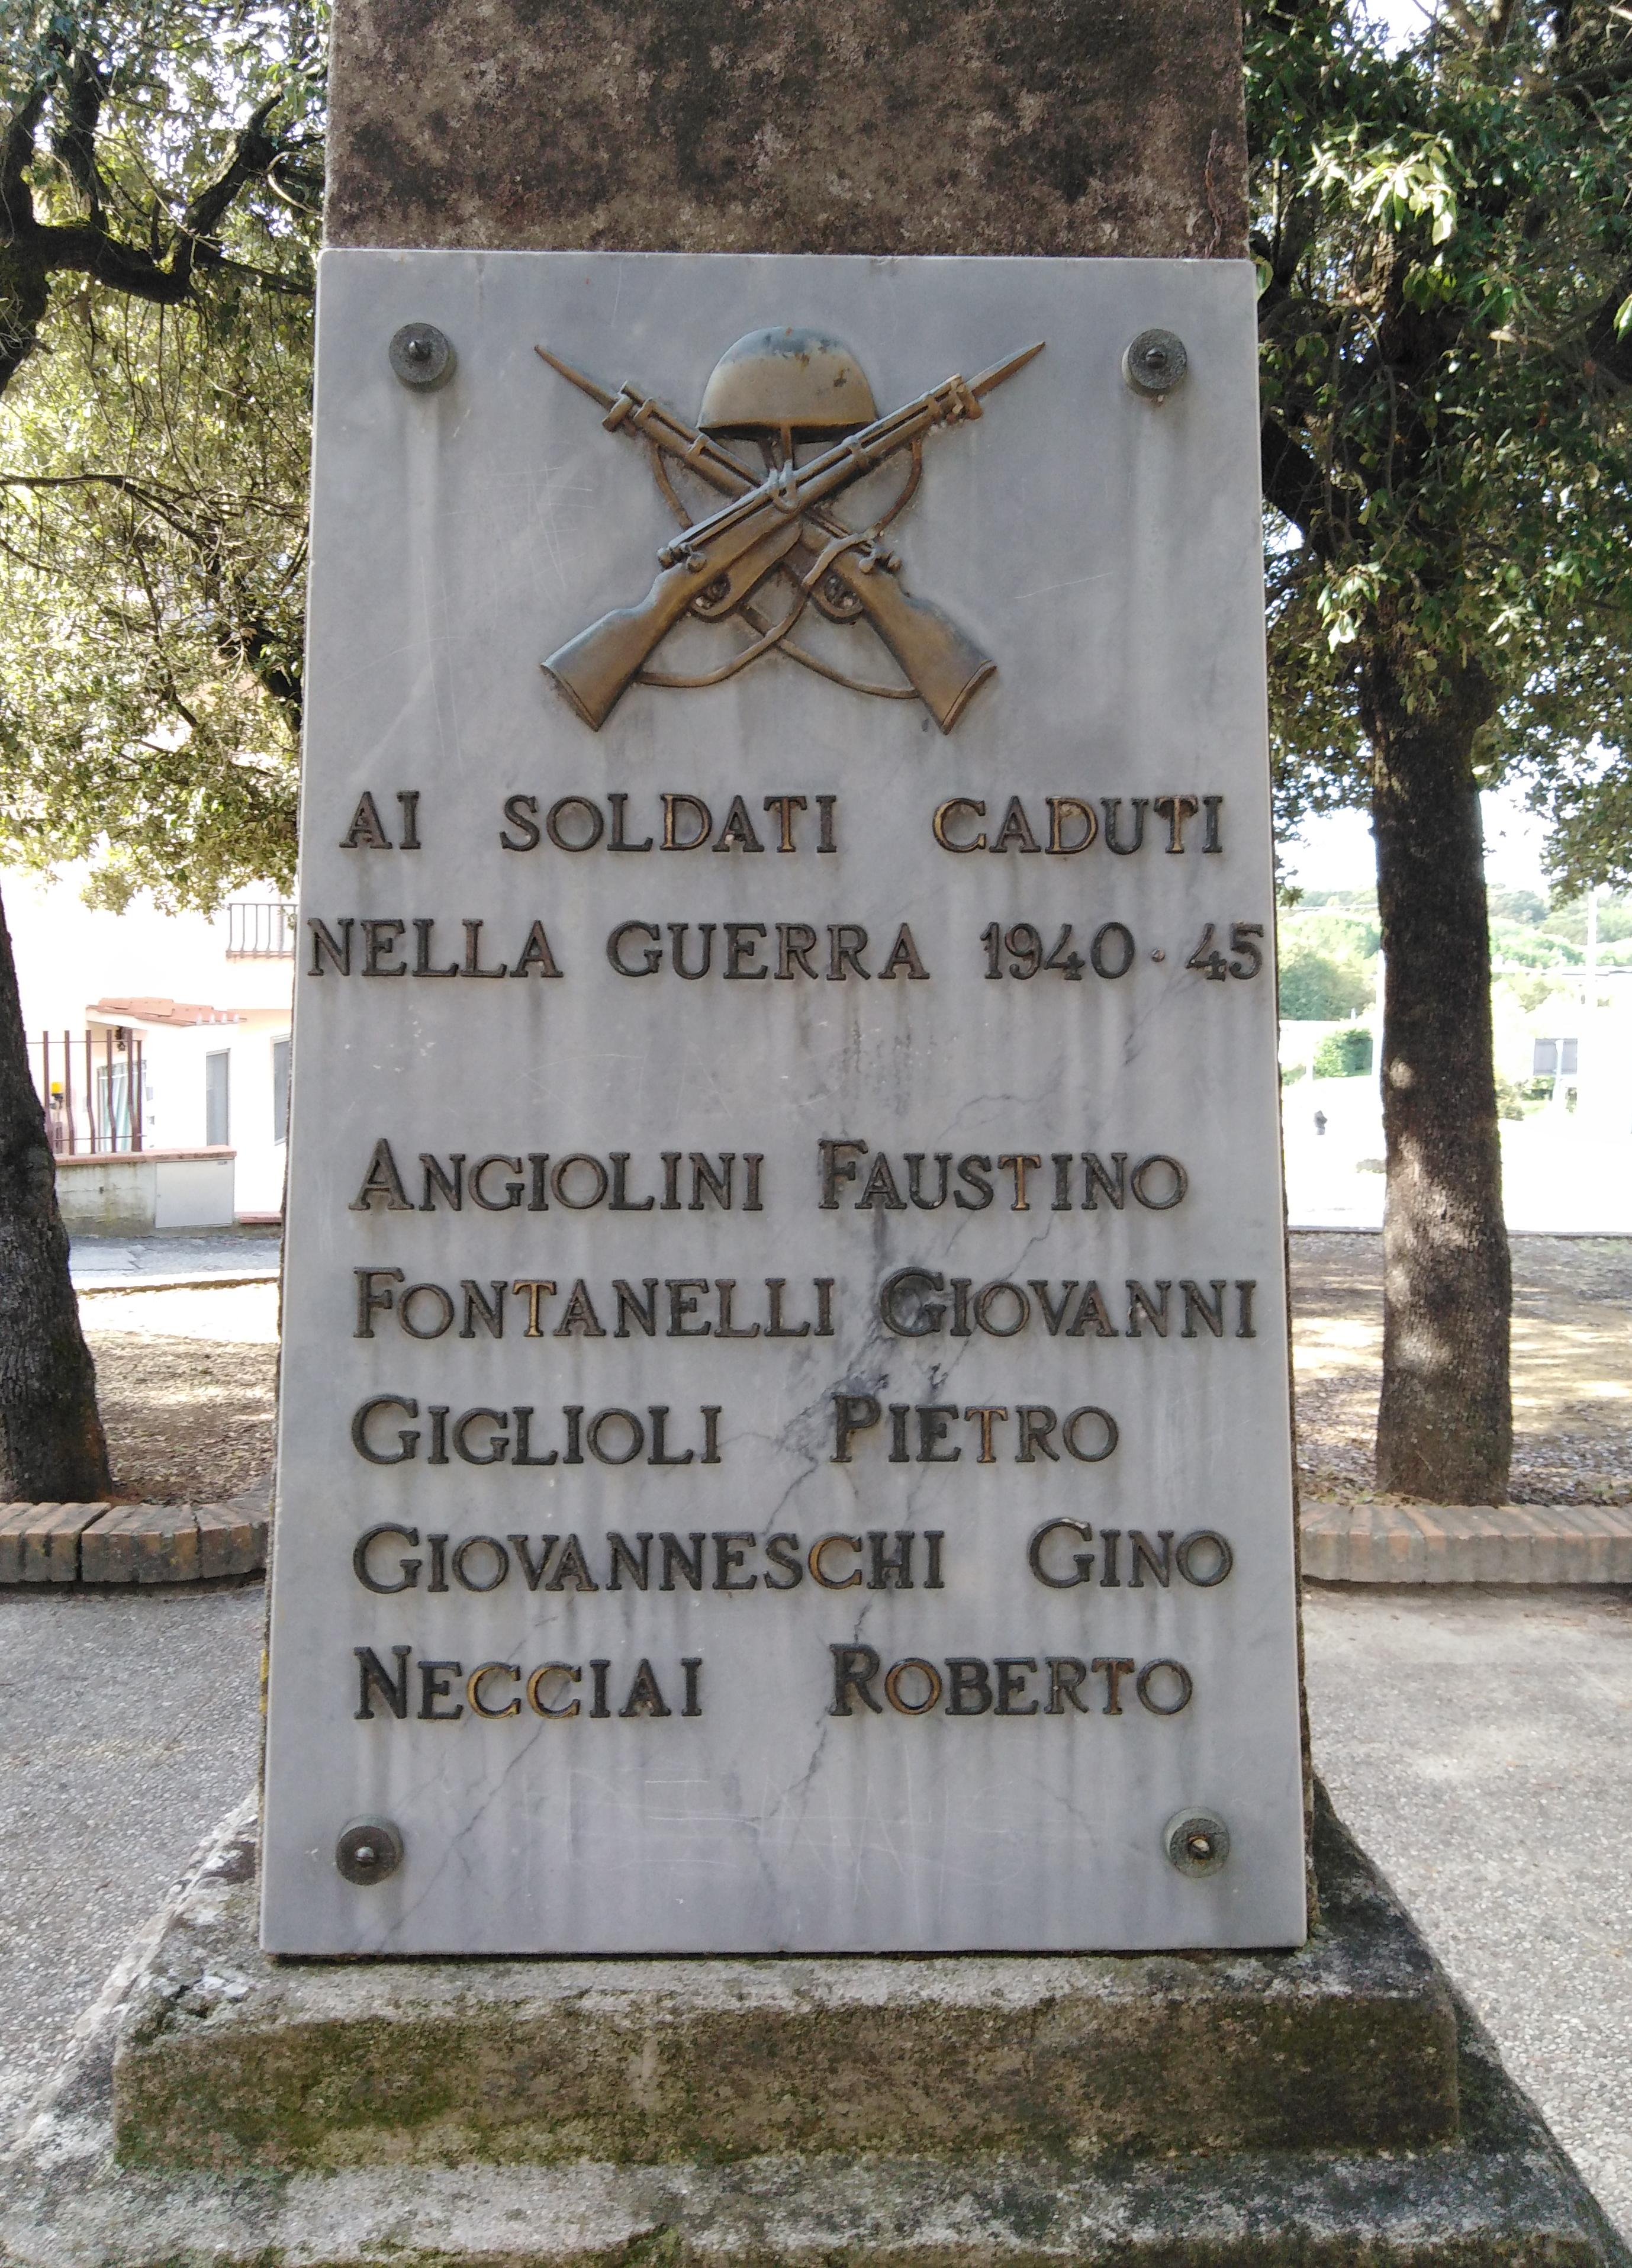 AI SOLDATI CADUTI
NELLA GUERRA 1940·45
ANGIOLINI FAUSTINO
FONTANELLI GIOVANNI
GIGLIOLI PIETRO
GIOVANNESCHI GINO
NECCIAI ROBERTO